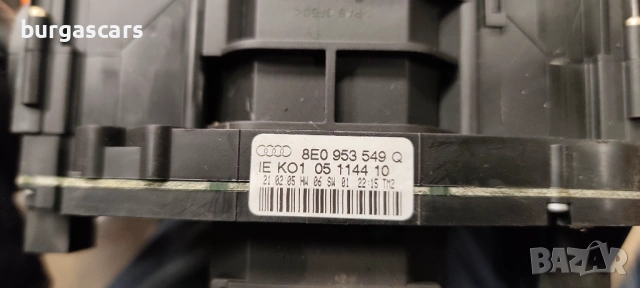 burgascars
8E0 953 549 Q
IE KO1 05 1144 10
21 02 05 HW 06 SW 01 22:15 TM2
BAZAR